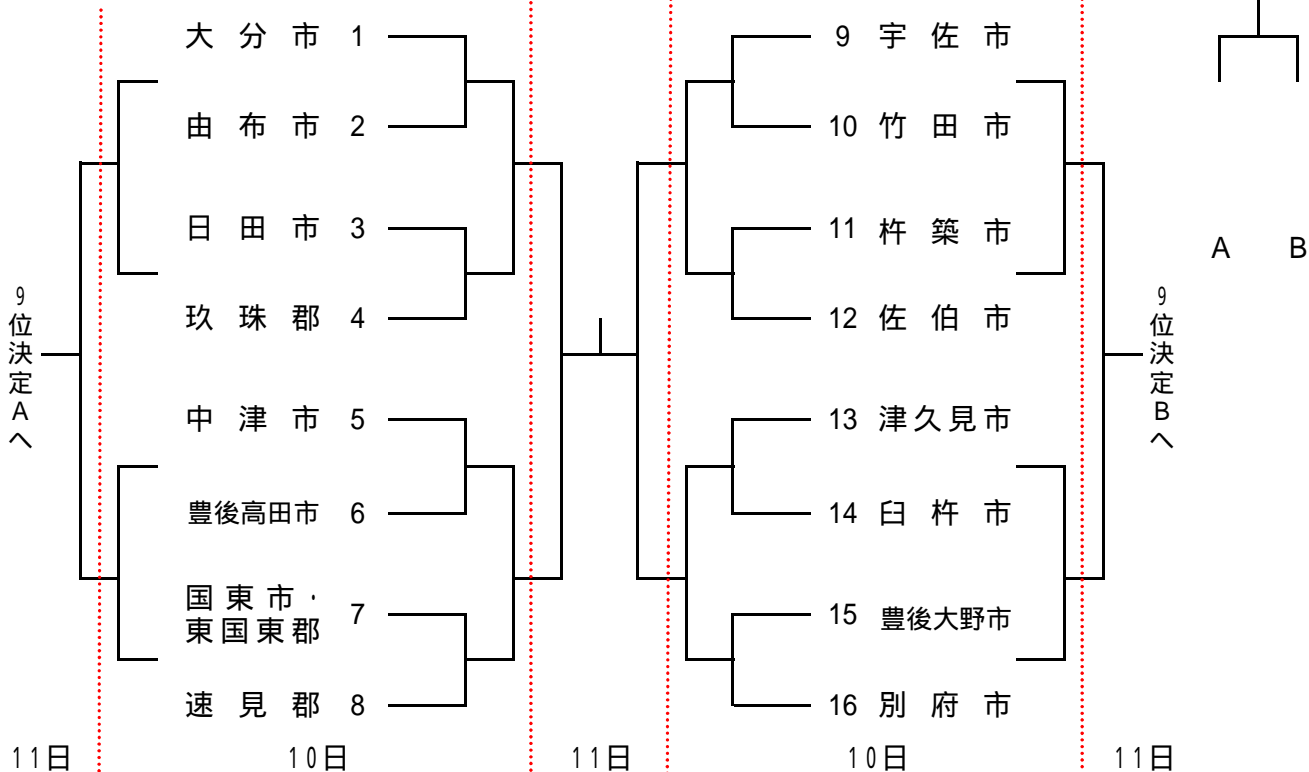 大分市 1
由布市 2
日田市 3
玖珠郡 4
中津市 5
豊後高田市 6
国東市・
東国東郡 7
速見郡 8
9 宇佐市
10 竹田市
11 杵築市
12 佐伯市
13 津久見市
14 臼杵市
15 豊後大野市
16 別府市
9位決定Aへ
9位決定Bへ
A B
11日 10日 11日 10日 11日